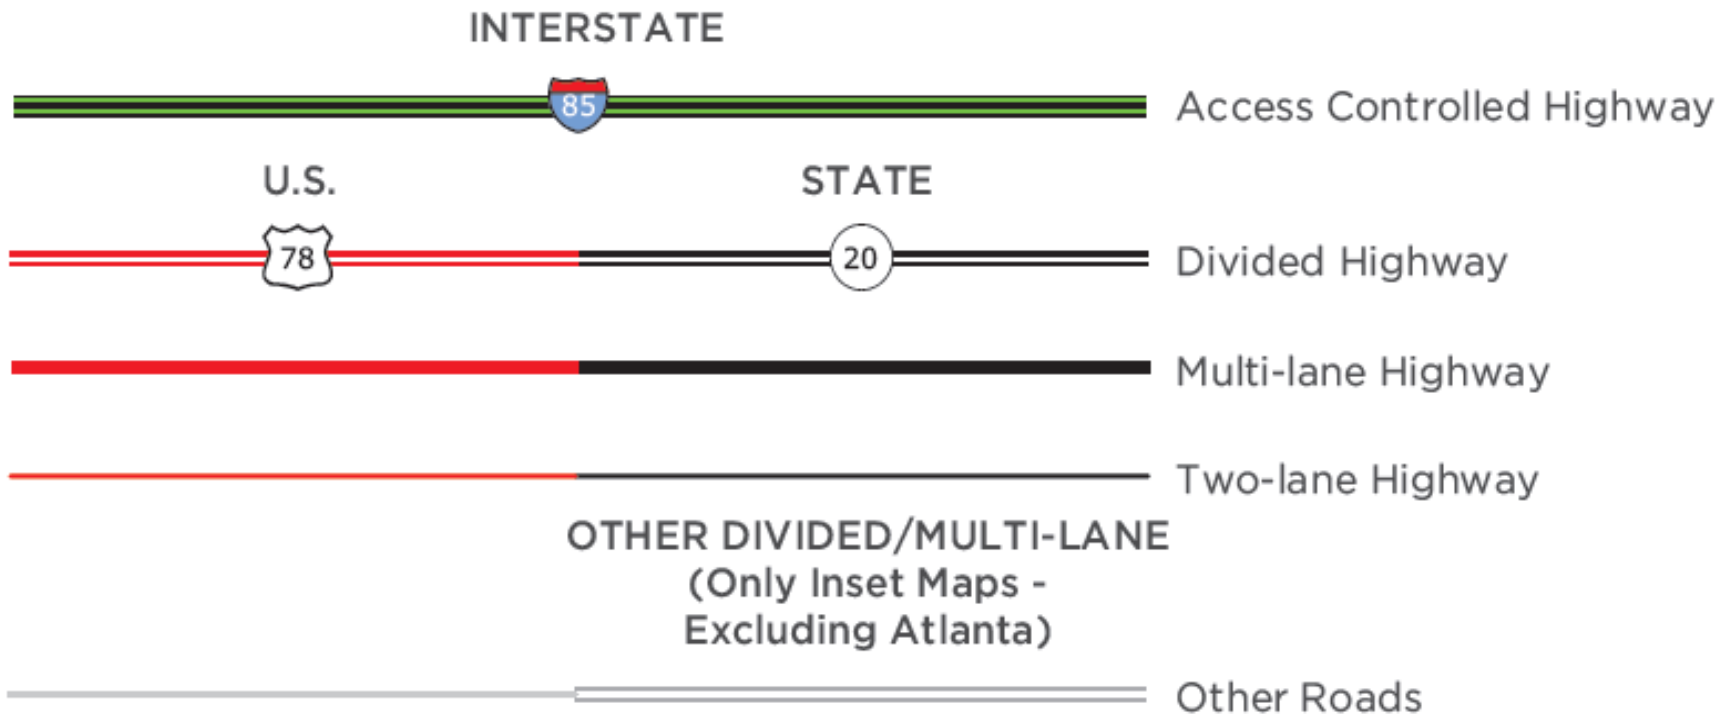 INTERSTATE
85 Access Controlled Highway
U.S. STATE
78 20 Divided Highway
Multi-lane Highway
Two-lane Highway
OTHER DIVIDED/MULTI-LANE
(Only Inset Maps -
Excluding Atlanta)
Other Roads